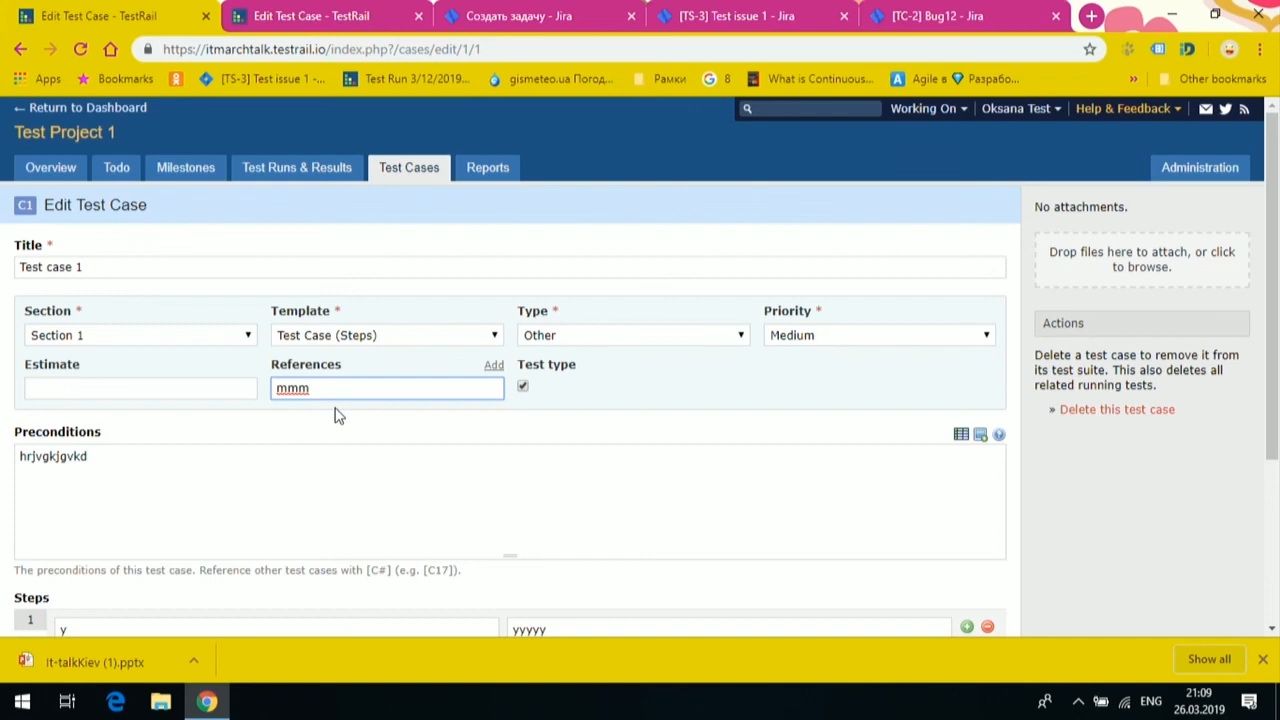 Edit Test Case - TestRail
Edit Test Case - TestRail
Создать задачу - Jira
[TS-3] Test issue 1 - Jira
[TC-2] Bug12 - Jira
https://itmarchtalk.testrail.io/index.php?/cases/edit/1/1
Apps
Bookmarks
[TS-3] Test issue 1 -...
Test Run 3/12/2019...
gismeteo.ua Погод...
Рамки
8
What is Continuous...
Agile в
Разрабо...
»
Other bookmarks
← Return to Dashboard
Working On
Oksana Test
Help & Feedback
Test Project 1
Overview
Todo
Milestones
Test Runs & Results
Test Cases
Reports
Administration
C1 Edit Test Case
No attachments.
Drop files here to attach, or click
to browse.
Title *
Test case 1
Section *
Template *
Type *
Priority *
Section 1
Test Case (Steps)
Other
Medium
Estimate
References
Add
Test type
mmm
Actions
Delete a test case to remove it from
its test suite. This also deletes all
related running tests.
» Delete this test case
Preconditions
hrjvgkjgvkd
The preconditions of this test case. Reference other test cases with [C#] (e.g. [C17]).
Steps
1
y
yyyyy
It-talkKiev (1).pptx
Show all
ENG
21:09
26.03.2019